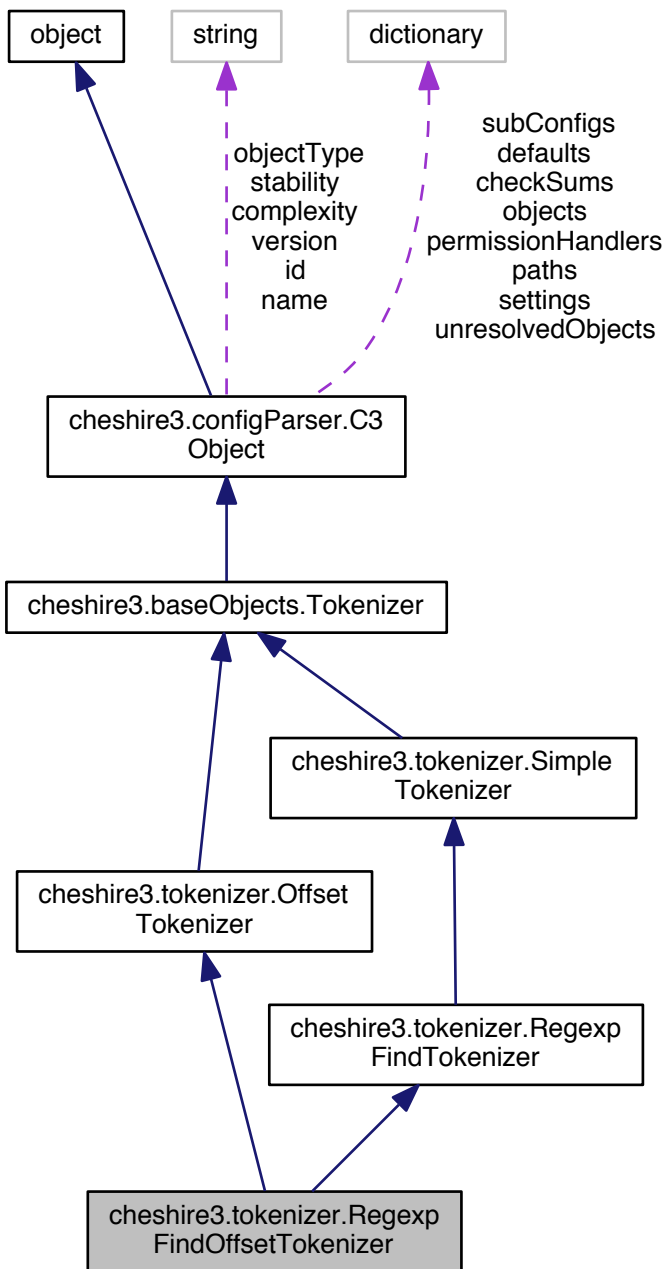 object
string
dictionary
objectType
stability
complexity
version
id
name
subConfigs
defaults
checkSums
objects
permissionHandlers
paths
settings
unresolvedObjects
cheshire3.configParser.C3
Object
cheshire3.baseObjects.Tokenizer
cheshire3.tokenizer.Simple
Tokenizer
cheshire3.tokenizer.Offset
Tokenizer
cheshire3.tokenizer.Regexp
FindTokenizer
cheshire3.tokenizer.Regexp
FindOffsetTokenizer